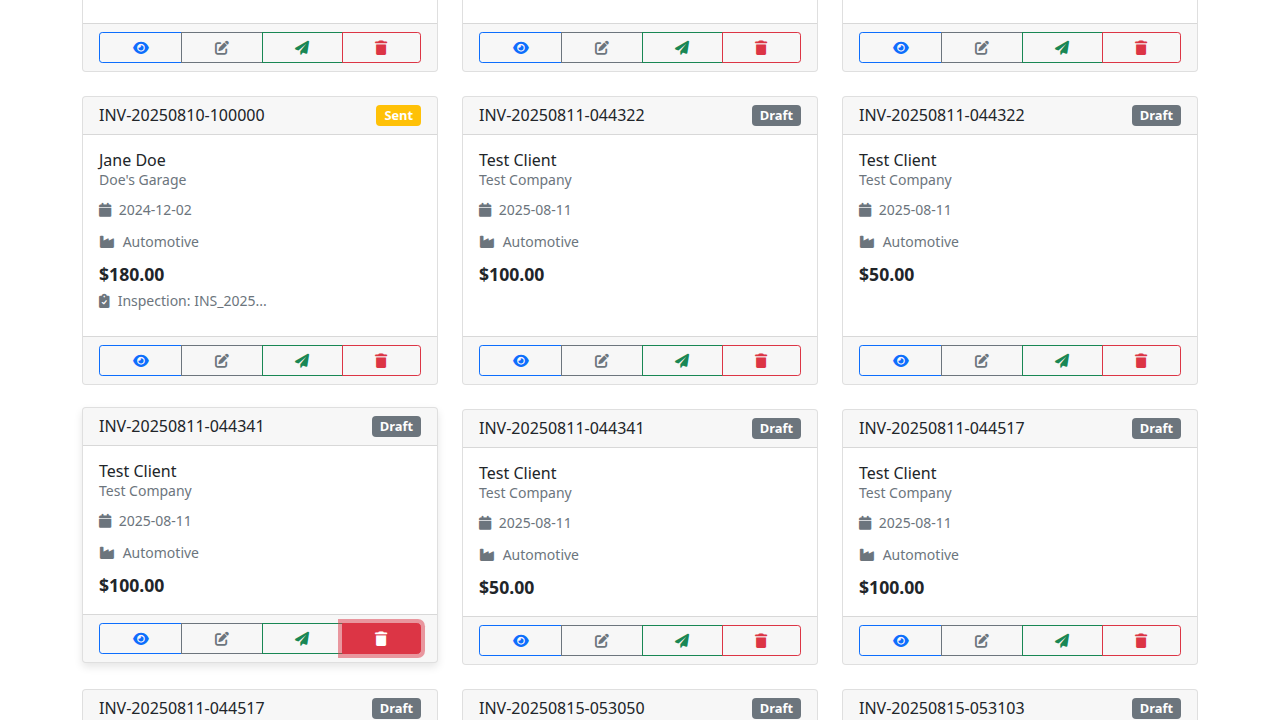 INV-20250810-100000 Sent
Jane Doe
Doe's Garage
2024-12-02
Automotive
$180.00
Inspection: INS_2025...
INV-20250811-044322 Draft
Test Client
Test Company
2025-08-11
Automotive
$100.00
INV-20250811-044322 Draft
Test Client
Test Company
2025-08-11
Automotive
$50.00
INV-20250811-044341 Draft
Test Client
Test Company
2025-08-11
Automotive
$100.00
INV-20250811-044341 Draft
Test Client
Test Company
2025-08-11
Automotive
$50.00
INV-20250811-044517 Draft
Test Client
Test Company
2025-08-11
Automotive
$100.00
INV-20250811-044517 Draft
INV-20250815-053050 Draft
INV-20250815-053103 Draft